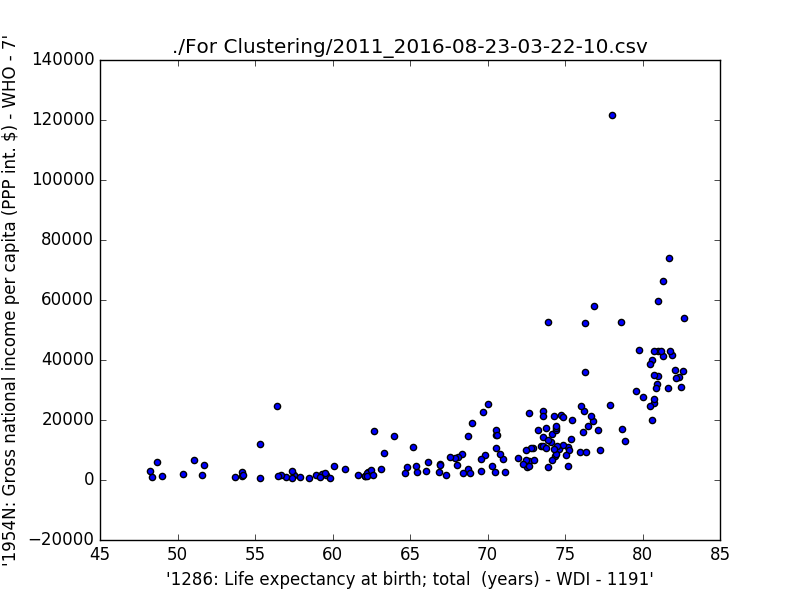 ./For Clustering/2011_2016-08-23-03-22-10.csv
'1954N: Gross national income per capita (PPP int. $) - WHO - 7'
140000
120000
100000
80000
60000
40000
20000
0
−20000
45 50 55 60 65 70 75 80 85
'1286: Life expectancy at birth; total  (years) - WDI - 1191'